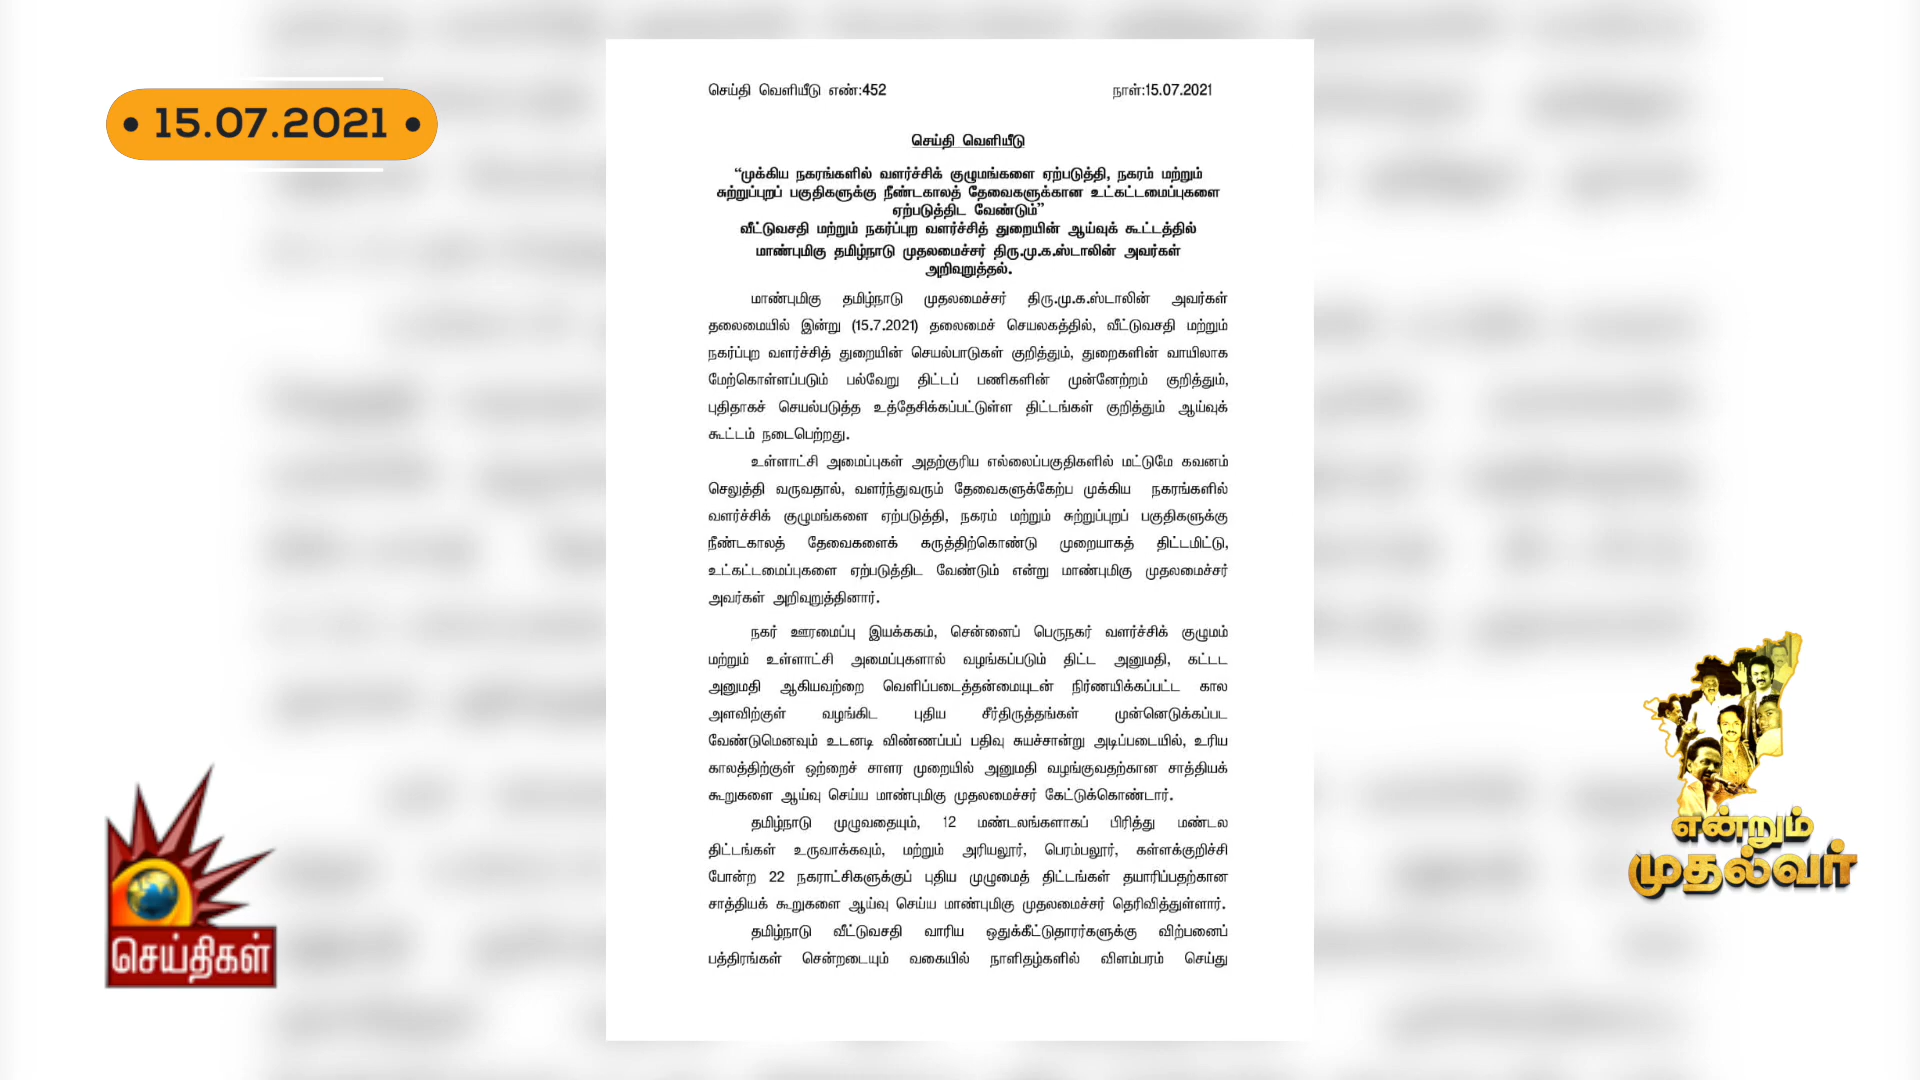 15.07.2021
செய்தி வெளியீடு எண்:452 நாள்:15.07.2021
செய்தி வெளியீடு
“முக்கிய நகரங்களில் வளர்ச்சிக் குழுமங்களை ஏற்படுத்தி, நகரம் மற்றும்
சுற்றுப்புறப் பகுதிகளுக்கு நீண்டகாலத் தேவைகளுக்கான உட்கட்டமைப்புகளை
ஏற்படுத்திட வேண்டும்”
வீட்டுவசதி மற்றும் நகர்ப்புற வளர்ச்சித் துறையின் ஆய்வுக் கூட்டத்தில்
மாண்புமிகு தமிழ்நாடு முதலமைச்சர் திரு.மு.க.ஸ்டாலின் அவர்கள்
அறிவுறுத்தல்.
மாண்புமிகு தமிழ்நாடு முதலமைச்சர் திரு.மு.க.ஸ்டாலின் அவர்கள்
தலைமையில் இன்று (15.7.2021) தலைமைச் செயலகத்தில், வீட்டுவசதி மற்றும்
நகர்ப்புற வளர்ச்சித் துறையின் செயல்பாடுகள் குறித்தும், துறைகளின் வாயிலாக
மேற்கொள்ளப்படும் பல்வேறு திட்டப் பணிகளின் முன்னேற்றம் குறித்தும்,
புதிதாகச் செயல்படுத்த உத்தேசிக்கப்பட்டுள்ள திட்டங்கள் குறித்தும் ஆய்வுக்
கூட்டம் நடைபெற்றது.
உள்ளாட்சி அமைப்புகள் அதற்குரிய எல்லைப்பகுதிகளில் மட்டுமே கவனம்
செலுத்தி வருவதால், வளர்ந்துவரும் தேவைகளுக்கேற்ப முக்கிய நகரங்களில்
வளர்ச்சிக் குழுமங்களை ஏற்படுத்தி, நகரம் மற்றும் சுற்றுப்புறப் பகுதிகளுக்கு
நீண்டகாலத் தேவைகளைக் கருத்திற்கொண்டு முறையாகத் திட்டமிட்டு,
உட்கட்டமைப்புகளை ஏற்படுத்திட வேண்டும் என்று மாண்புமிகு முதலமைச்சர்
அவர்கள் அறிவுறுத்தினார்.
நகர் ஊரமைப்பு இயக்ககம், சென்னைப் பெருநகர் வளர்ச்சிக் குழுமம்
மற்றும் உள்ளாட்சி அமைப்புகளால் வழங்கப்படும் திட்ட அனுமதி, கட்டட
அனுமதி ஆகியவற்றை வெளிப்படைத்தன்மையுடன் நிர்ணயிக்கப்பட்ட கால
அளவிற்குள் வழங்கிட புதிய சீர்திருத்தங்கள் முன்னெடுக்கப்பட
வேண்டுமெனவும் உடனடி விண்ணப்பப் பதிவு சுயச்சான்று அடிப்படையில், உரிய
காலத்திற்குள் ஒற்றைச் சாளர முறையில் அனுமதி வழங்குவதற்கான சாத்தியக்
கூறுகளை ஆய்வு செய்ய மாண்புமிகு முதலமைச்சர் கேட்டுக்கொண்டார்.
தமிழ்நாடு முழுவதையும், 12 மண்டலங்களாகப் பிரித்து மண்டல
திட்டங்கள் உருவாக்கவும், மற்றும் அரியலூர், பெரம்பலூர், கள்ளக்குறிச்சி
போன்ற 22 நகராட்சிகளுக்குப் புதிய முழுமைத் திட்டங்கள் தயாரிப்பதற்கான
சாத்தியக் கூறுகளை ஆய்வு செய்ய மாண்புமிகு முதலமைச்சர் தெரிவித்துள்ளார்.
தமிழ்நாடு வீட்டுவசதி வாரிய ஒதுக்கீட்டுதாரர்களுக்கு விற்பனைப்
பத்திரங்கள் சென்றடையும் வகையில் நாளிதழ்களில் விளம்பரம் செய்து
செய்திகள்
என்றும்
முதல்வர்